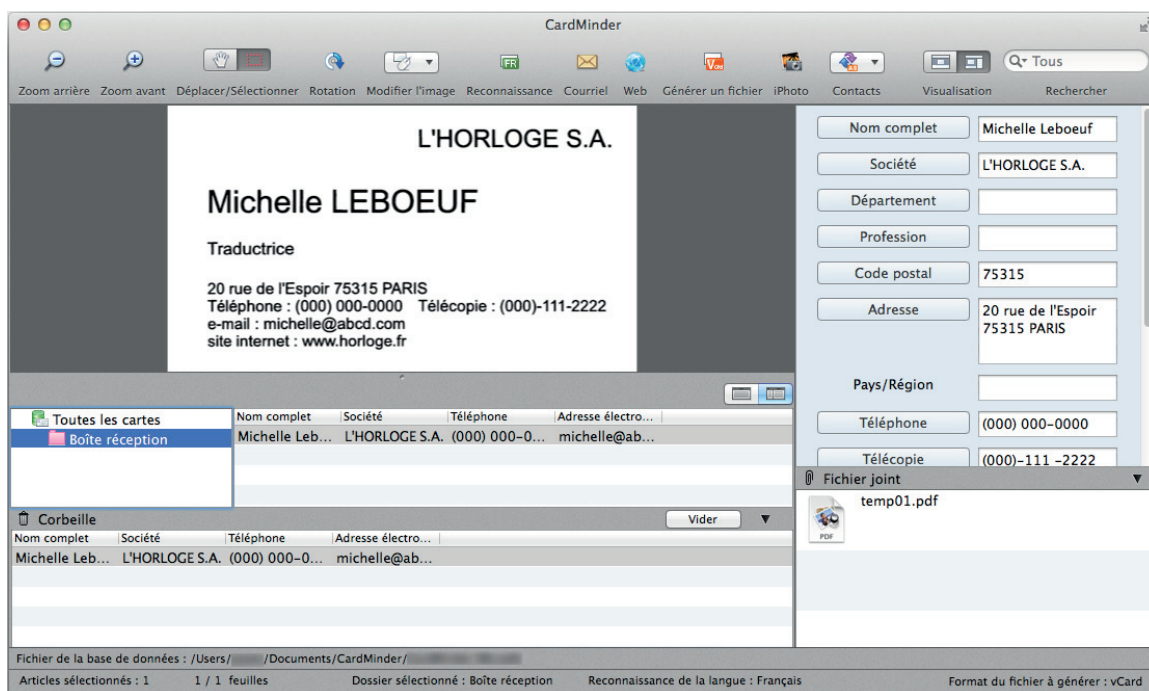 CardMinder
Tous
Zoom arrière Zoom avant Déplacer/Sélectionner Rotation Modifier l'image Reconnaissance Courriel Web Générer un fichier iPhoto Contacts Visualisation Rechercher
FR
L'HORLOGE S.A.
Michelle LEBOEUF
Traductrice
20 rue de l'Espoir 75315 PARIS
Téléphone : (000) 000-0000 Télécopie : (000)-111-2222
e-mail : michelle@abcd.com
site internet : www.horloge.fr
Nom complet Michelle Leboeuf
Société L'HORLOGE S.A.
Département
Profession
Code postal 75315
Adresse 20 rue de l'Espoir
75315 PARIS
Pays/Région
Téléphone (000) 000-0000
Télécopie (000)-111 -2222
Toutes les cartes
Boîte réception
Nom complet Société Téléphone Adresse électro...
Michelle Leb... L'HORLOGE S.A. (000) 000-0... michelle@ab...
Fichier joint
temp01.pdf
PDF
Corbeille Vider
Nom complet Société Téléphone Adresse électro...
Michelle Leb... L'HORLOGE S.A. (000) 000-0... michelle@ab...
Fichier de la base de données : /Users/ /Documents/CardMinder/
Articles sélectionnés : 1 1 / 1 feuilles Dossier sélectionné : Boîte réception Reconnaissance de la langue : Français Format du fichier à générer : vCard